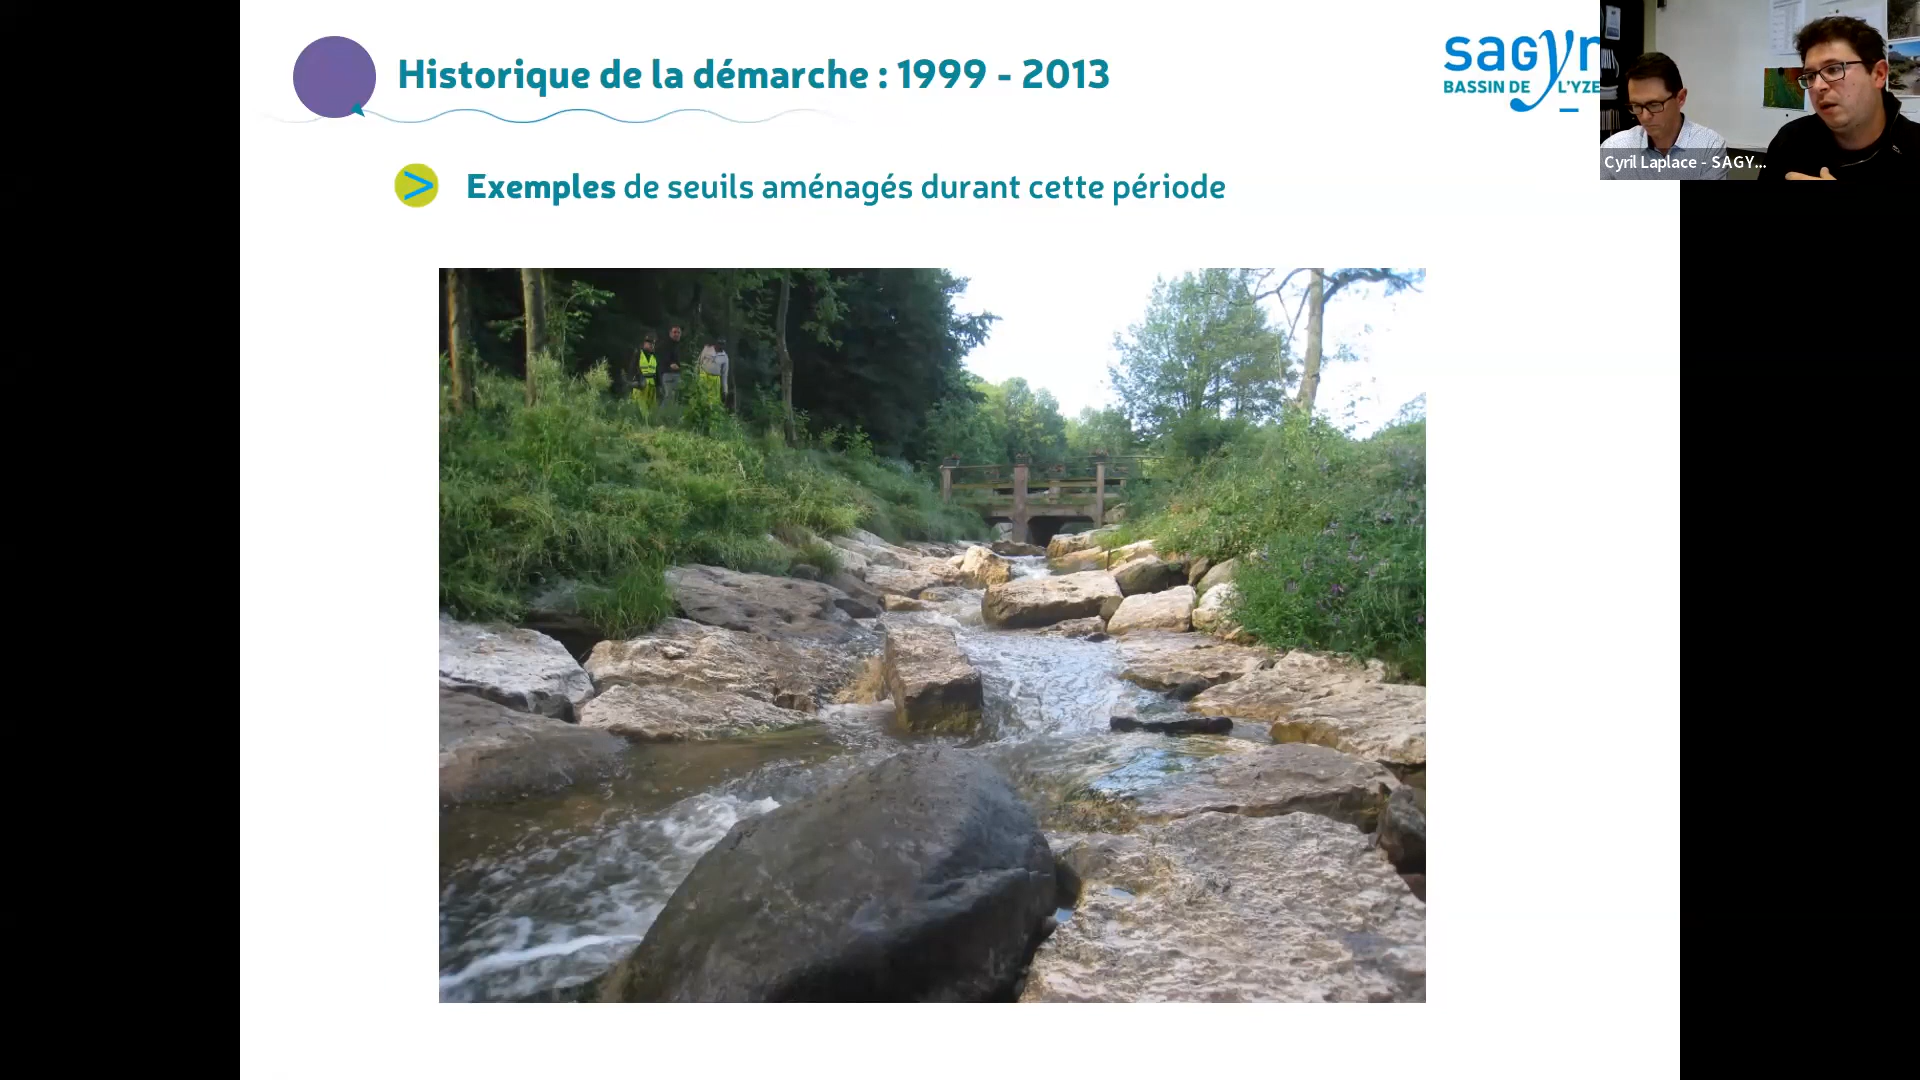 Historique de la démarche : 1999 - 2013
sagyr
BASSIN DE L'YZE
Cyril Laplace - SAGY...
> Exemples de seuils aménagés durant cette période